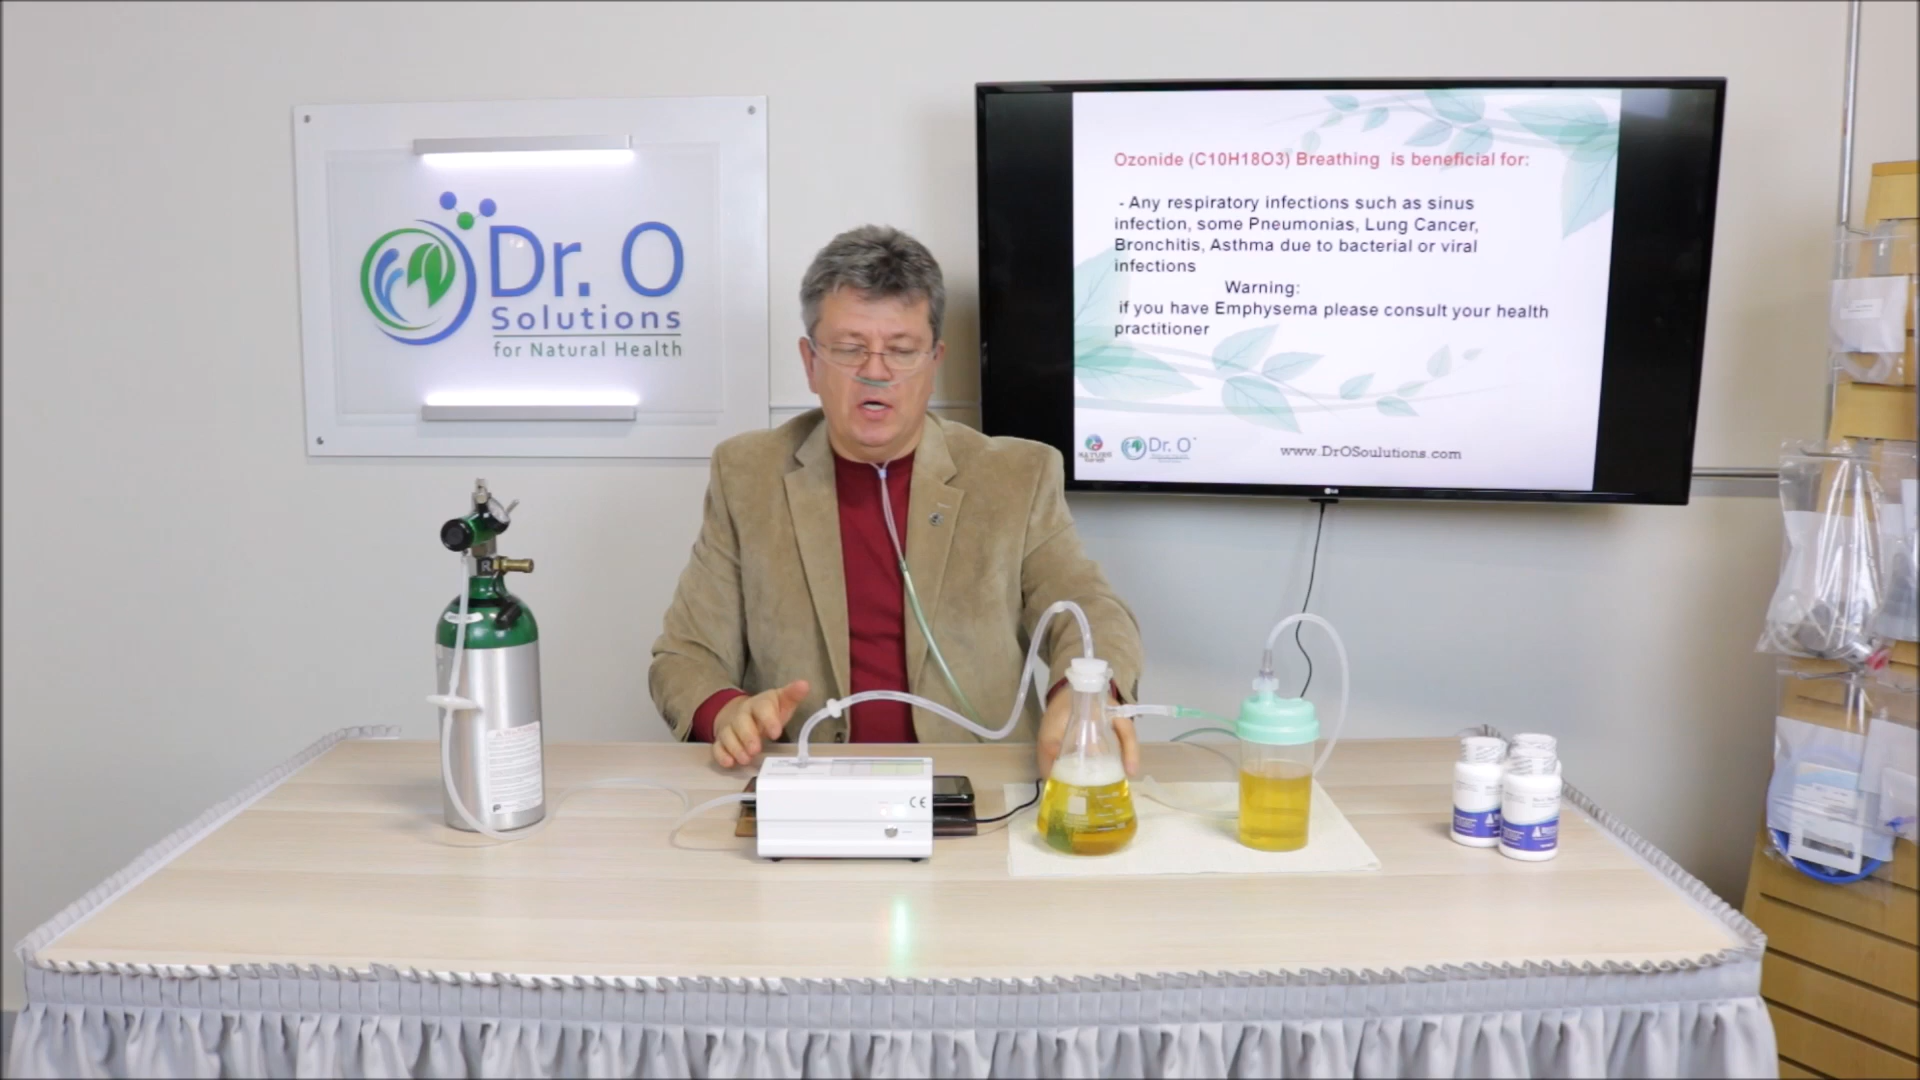 Dr. O
Solutions
for Natural Health
Ozonide (C10H18O3) Breathing is beneficial for:
- Any respiratory infections such as sinus
infection, some Pneumonias, Lung Cancer,
Bronchitis, Asthma due to bacterial or viral
infections
Warning:
if you have Emphysema please consult your health
practitioner
Dr. O
www.DrOSoulutions.com
LG
R
CE